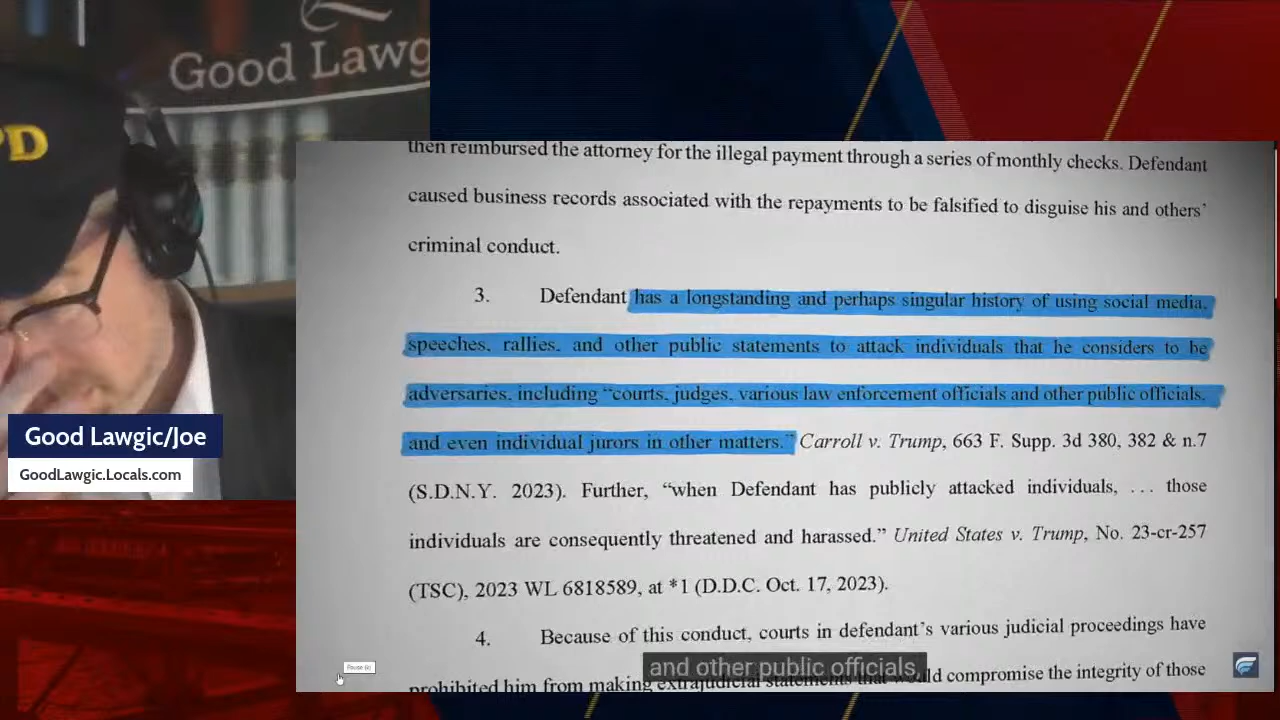 Good Lawg
PD
then reimbursed the attorney for the illegal payment through a series of monthly checks. Defendant
caused business records associated with the repayments to be falsified to disguise his and others’
criminal conduct.
3. Defendant has a longstanding and perhaps singular history of using social media,
speeches, rallies, and other public statements to attack individuals that he considers to be
adversaries, including “courts, judges, various law enforcement officials and other public officials,
and even individual jurors in other matters.” Carroll v. Trump, 663 F. Supp. 3d 380, 382 & n.7
(S.D.N.Y. 2023). Further, “when Defendant has publicly attacked individuals, … those
individuals are consequently threatened and harassed.” United States v. Trump, No. 23-cr-257
(TSC), 2023 WL 6818589, at *1 (D.D.C. Oct. 17, 2023).
4. Because of this conduct, courts in defendant’s various judicial proceedings have
prohibited him from making extrajudicial statements that would compromise the integrity of those
and other public officials,
Pause (k)
Good Lawgic/Joe
GoodLawgic.Locals.com